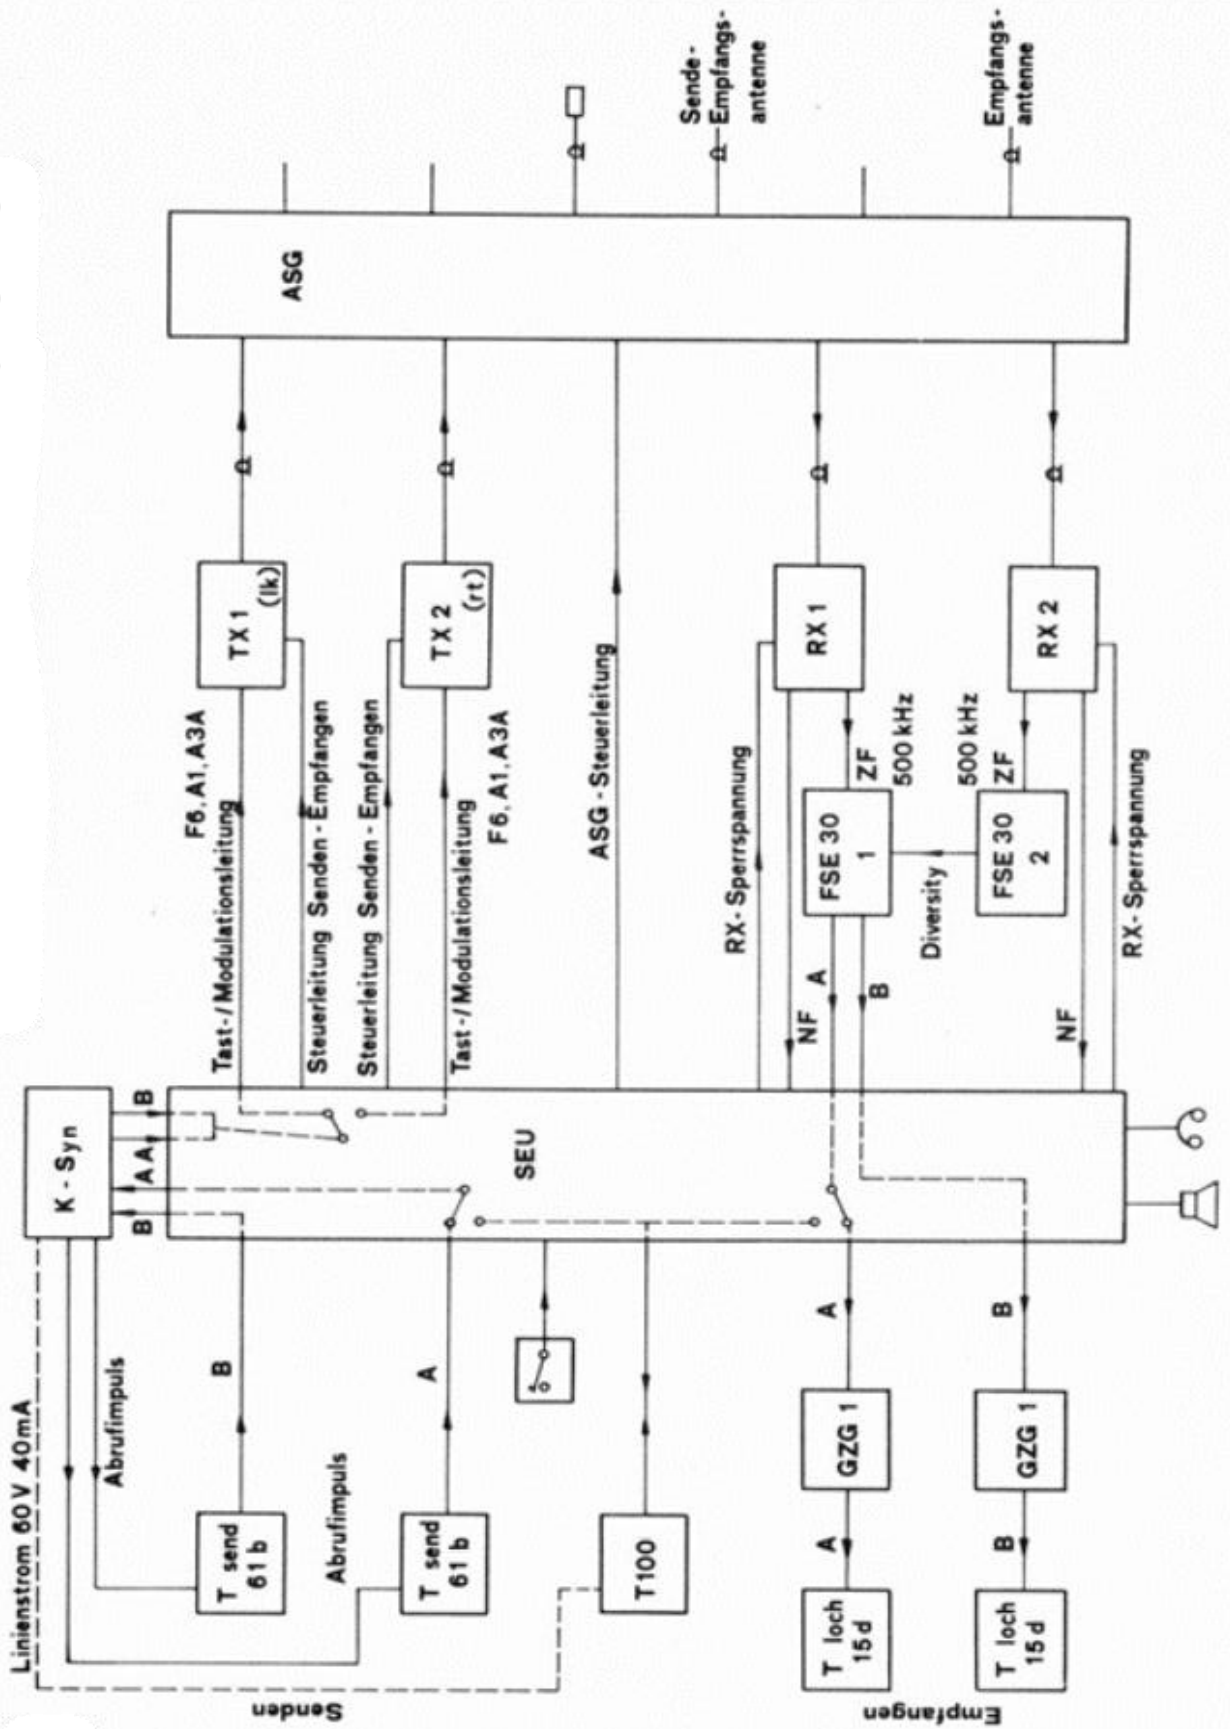 Senden
Empfangen
Linienstrom 60 V 40mA
K - Syn
Abrufimpuls
Abrufimpuls
T send
61 b
B
B
A
A
B
T send
61 b
A
T100
SEU
T loch
15 d
A
GZG 1
A
T loch
15 d
B
GZG 1
B
F6, A1, A3A
Tast-/Modulationsleitung
Steuerleitung Senden - Empfangen
Steuerleitung Senden - Empfangen
Tast-/Modulationsleitung
F6, A1, A3A
TX 1
(lk)
TX 2
(rt)
ASG - Steuerleitung
RX - Sperrspannung
NF
A
B
FSE 30
1
ZF
500 kHz
RX 1
Diversity
FSE 30
2
500 kHz
ZF
RX 2
NF
RX - Sperrspannung
ASG
Sende -
Empfangs-
antenne
Empfangs-
antenne